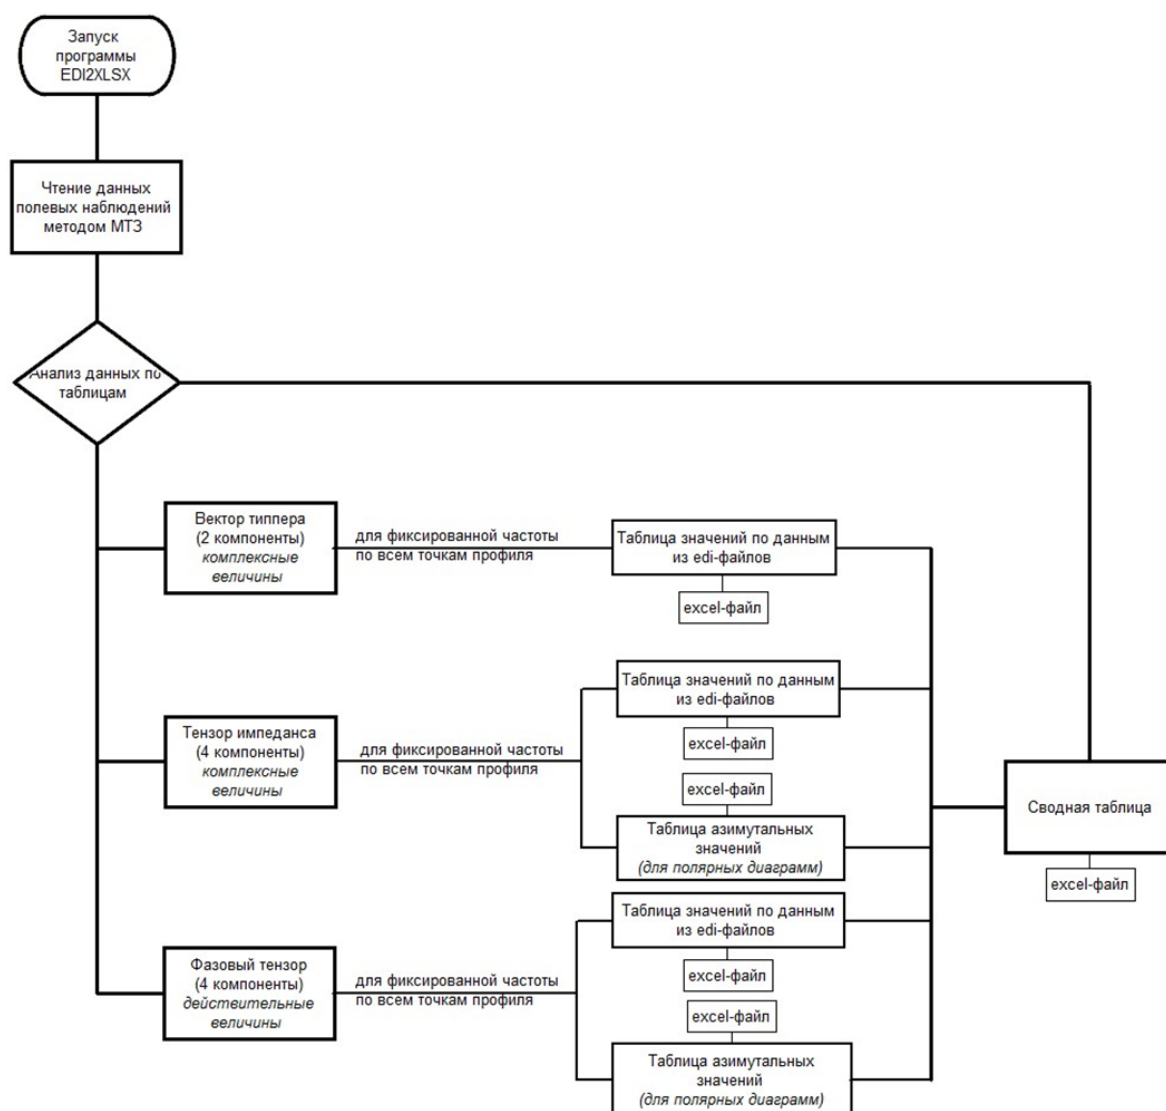 Запуск
программы
EDI2XLSX
Чтение данных
полевых наблюдений
методом МТЗ
Анализ данных по
таблицам
Вектор типпера
(2 компоненты)
комплексные
величины
для фиксированной частоты
по всем точкам профиля
Таблица значений по данным
из edi-файлов
excel-файл
Тензор импеданса
(4 компоненты)
комплексные
величины
для фиксированной частоты
по всем точкам профиля
Таблица значений по данным
из edi-файлов
excel-файл
excel-файл
Таблица азимутальных
значений
(для полярных диаграмм)
Фазовый тензор
(4 компоненты)
действительные
величины
для фиксированной частоты
по всем точкам профиля
Таблица значений по данным
из edi-файлов
excel-файл
excel-файл
Таблица азимутальных
значений
(для полярных диаграмм)
Сводная таблица
excel-файл